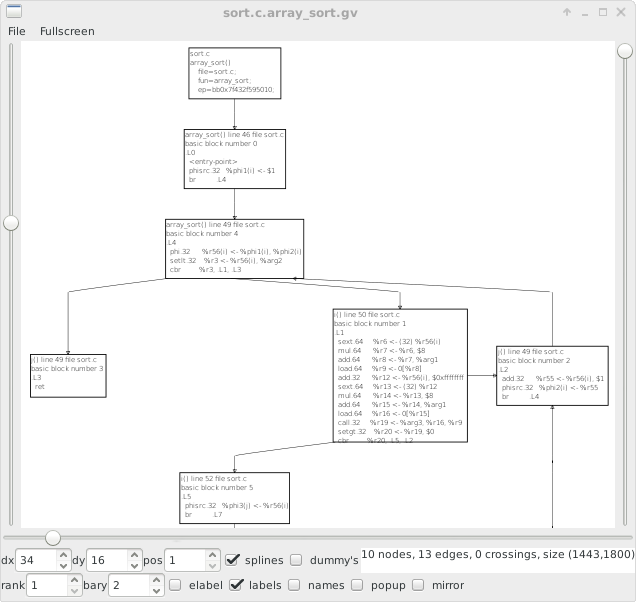 sort.c.array_sort.gv
File Fullscreen
sort.c
array_sort()
file=sort.c;
fun=array_sort;
ep=bb0x7f432f595010;
array_sort() line 46 file sort.c
basic block number 0
.L0
<entry-point>
phisrc.32 %phi1(i) <- $1
br .L4
array_sort() line 49 file sort.c
basic block number 4
.L4
phi.32 %r56(i) <- %phi1(i), %phi2(i)
setlt.32 %r3 <- %r56(i), %arg2
cbr %r3, .L1, .L3
i() line 50 file sort.c
basic block number 1
.L1
sext.64 %r6 <- (32) %r56(i)
mul.64 %r7 <- %r6, $8
add.64 %r8 <- %r7, %arg1
load.64 %r9 <- 0[%r8]
add.32 %r12 <- %r56(i), $0xffffffff
sext.64 %r13 <- (32) %r12
mul.64 %r14 <- %r13, $8
add.64 %r15 <- %r14, %arg1
load.64 %r16 <- 0[%r15]
call.32 %r19 <- %arg3, %r16, %r9
setgt.32 %r20 <- %r19, $0
cbr %r20, .L5, .L2
j() line 49 file sort.c
basic block number 2
.L2
add.32 %r55 <- %r56(i), $1
phisrc.32 %phi2(i) <- %r55
br .L4
j() line 49 file sort.c
basic block number 3
.L3
ret
i() line 52 file sort.c
basic block number 5
.L5
phisrc.32 %phi3(j) <- %r56(i)
br .L7
dx 34 dy 16 pos 1 splines dummy's 10 nodes, 13 edges, 0 crossings, size (1443,1800)
rank 1 bary 2 elabel labels names popup mirror